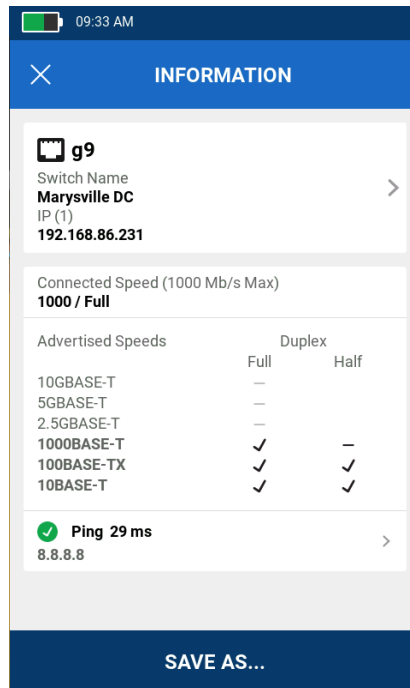 09:33 AM
INFORMATION
g9
Switch Name
Marysville DC
IP (1)
192.168.86.231
Connected Speed (1000 Mb/s Max)
1000 / Full
Advertised Speeds Duplex
Full Half
10GBASE-T –
5GBASE-T –
2.5GBASE-T –
1000BASE-T ✓ –
100BASE-TX ✓ ✓
10BASE-T ✓ ✓
Ping 29 ms
8.8.8.8
SAVE AS...